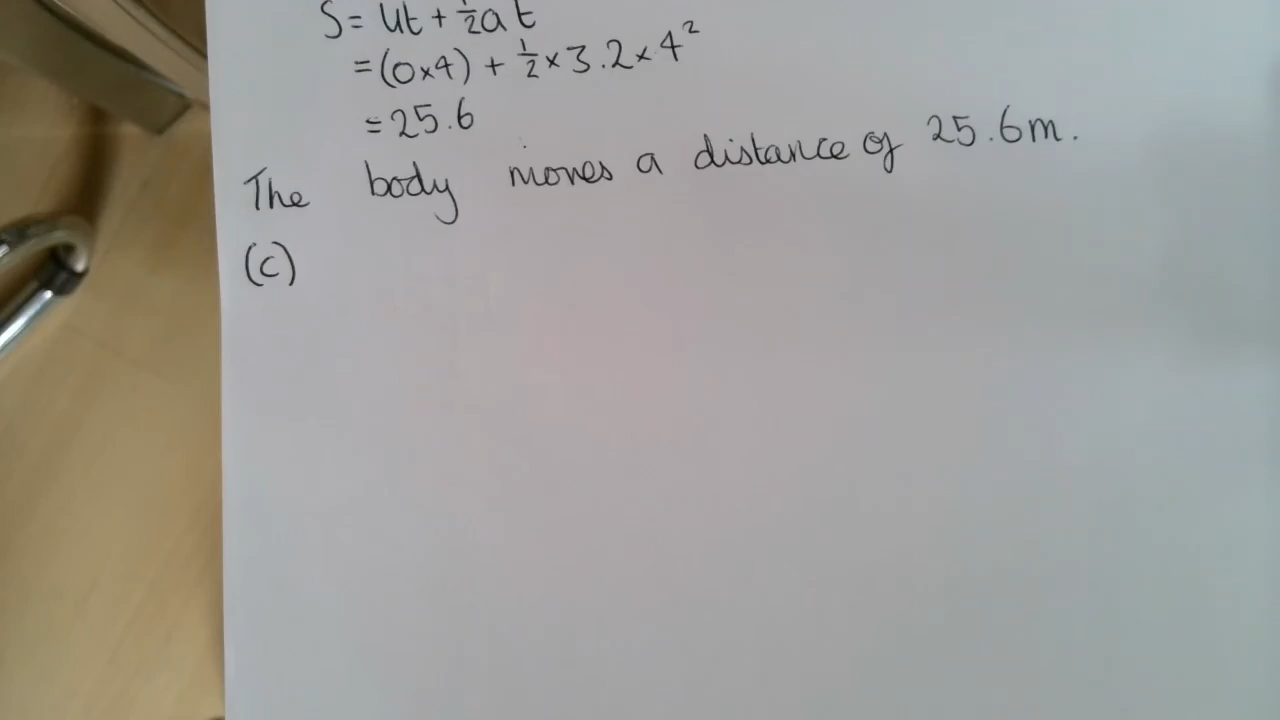 S = ut + ½at
= (0×4) + ½ × 3.2 × 4²
= 25.6
The body moves a distance of 25.6m.
(c)